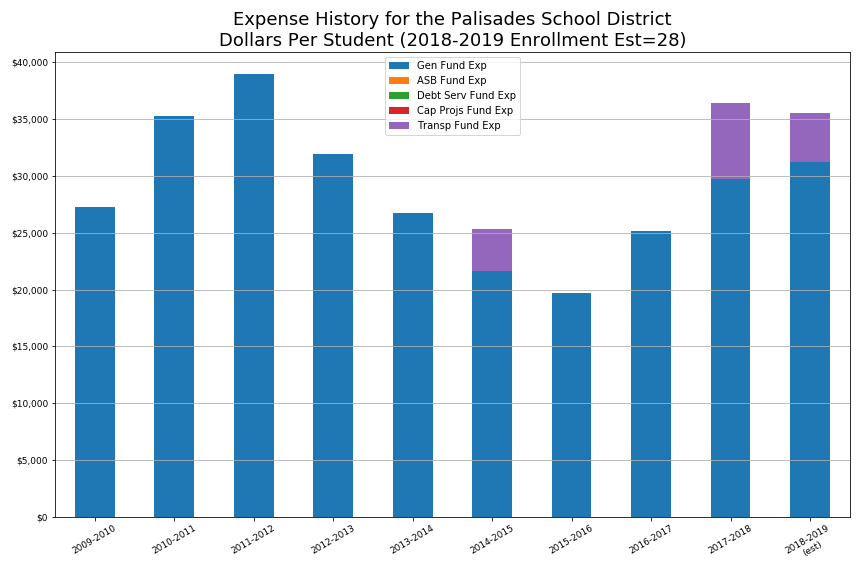 Expense History for the Palisades School District
Dollars Per Student (2018-2019 Enrollment Est=28)
Gen Fund Exp
ASB Fund Exp
Debt Serv Fund Exp
Cap Projs Fund Exp
Transp Fund Exp
$40,000
$35,000
$30,000
$25,000
$20,000
$15,000
$10,000
$5,000
$0
2009-2010
2010-2011
2011-2012
2012-2013
2013-2014
2014-2015
2015-2016
2016-2017
2017-2018
2018-2019
(est)